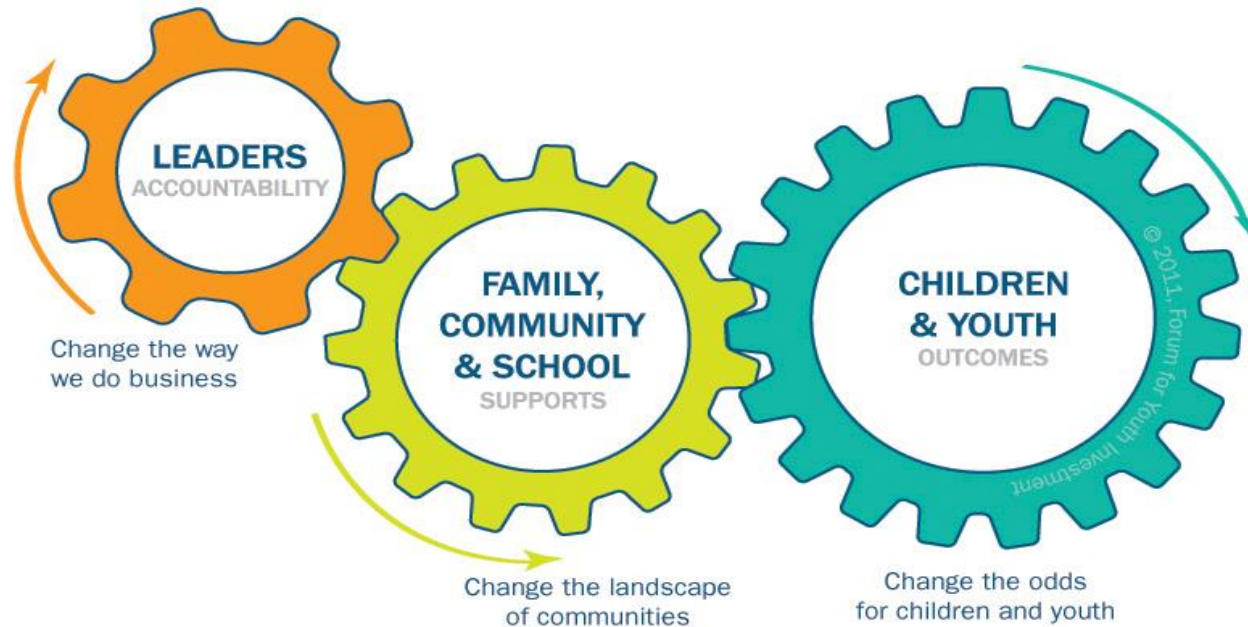 LEADERS
ACCOUNTABILITY
Change the way
we do business
FAMILY,
COMMUNITY
& SCHOOL
SUPPORTS
Change the landscape
of communities
CHILDREN
& YOUTH
OUTCOMES
© 2011, Forum for Youth Investment
Change the odds
for children and youth